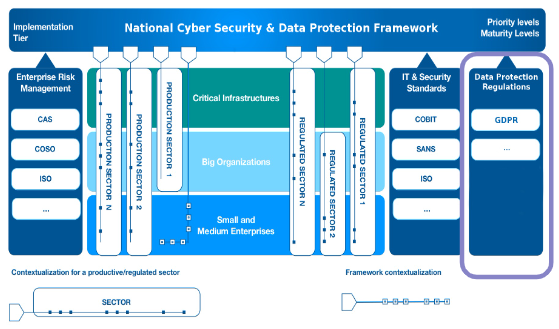 Implementation
Tier
National Cyber Security & Data Protection Framework
Priority levels
Maturity Levels
Enterprise Risk
Management
CAS
COSO
ISO
...
PRODUCTION SECTOR N
PRODUCTION SECTOR 2
PRODUCTION SECTOR 1
Critical Infrastructures
Big Organizations
Small and
Medium Enterprises
REGULATED SECTOR N
REGULATED SECTOR 2
REGULATED SECTOR 1
IT & Security
Standards
COBIT
SANS
ISO
...
Data Protection
Regulations
GDPR
...
Contextualization for a productive/regulated sector
SECTOR
Framework contextualization